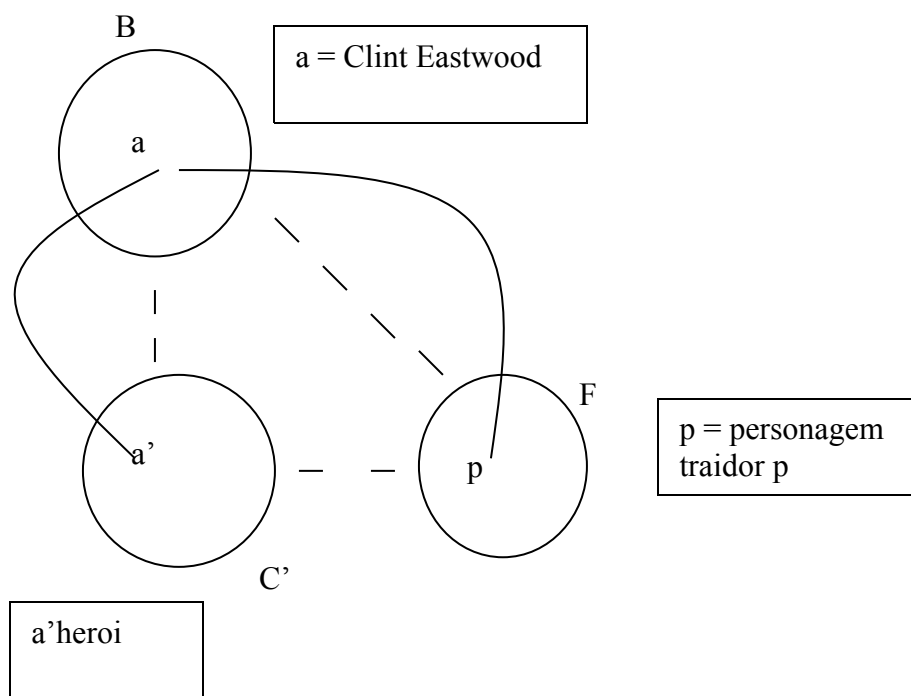 B
a = Clint Eastwood
a
F
a’
p
p = personagem
traidor p
C’
a’heroi